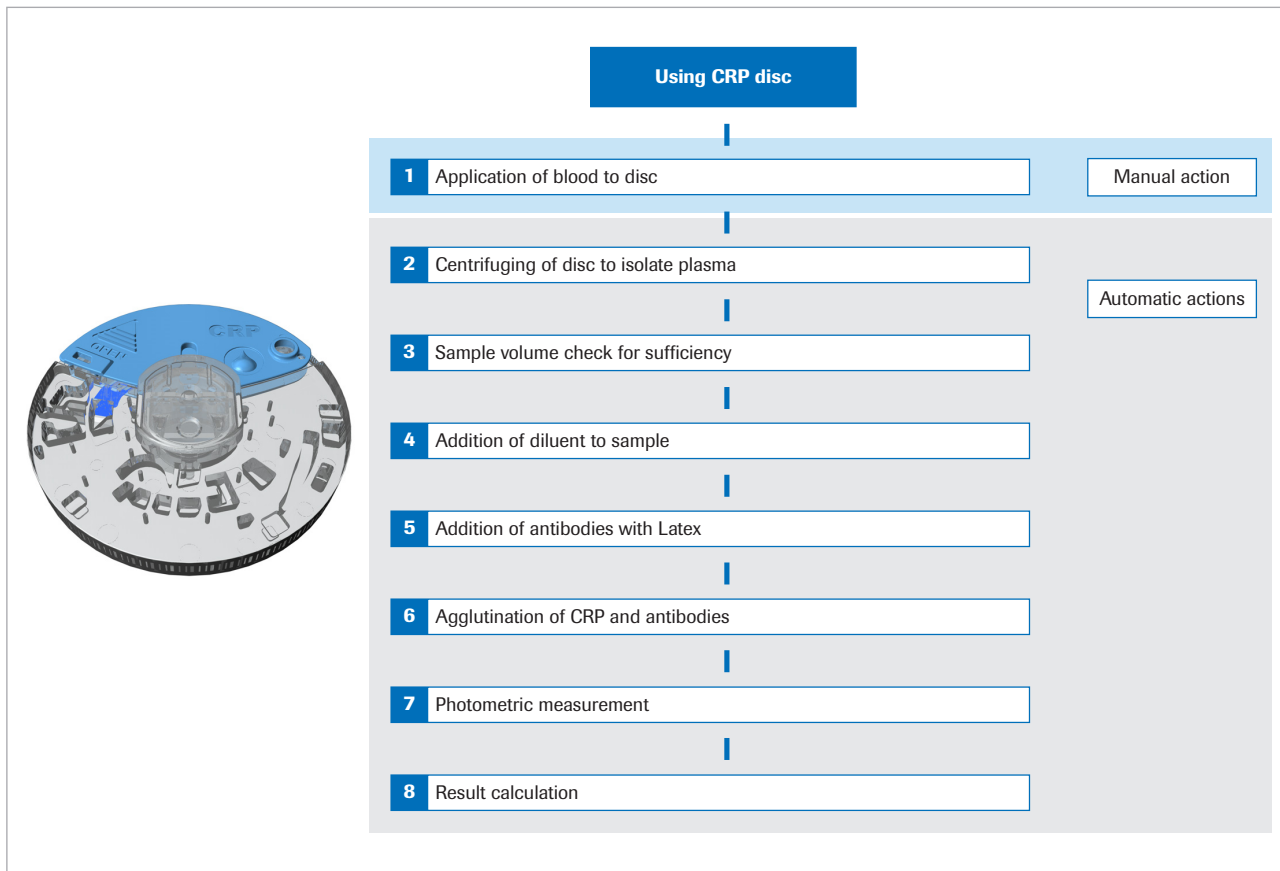 Using CRP disc
1 Application of blood to disc
Manual action
2 Centrifuging of disc to isolate plasma
Automatic actions
3 Sample volume check for sufficiency
4 Addition of diluent to sample
5 Addition of antibodies with Latex
6 Agglutination of CRP and antibodies
7 Photometric measurement
8 Result calculation
OPEN
CRP